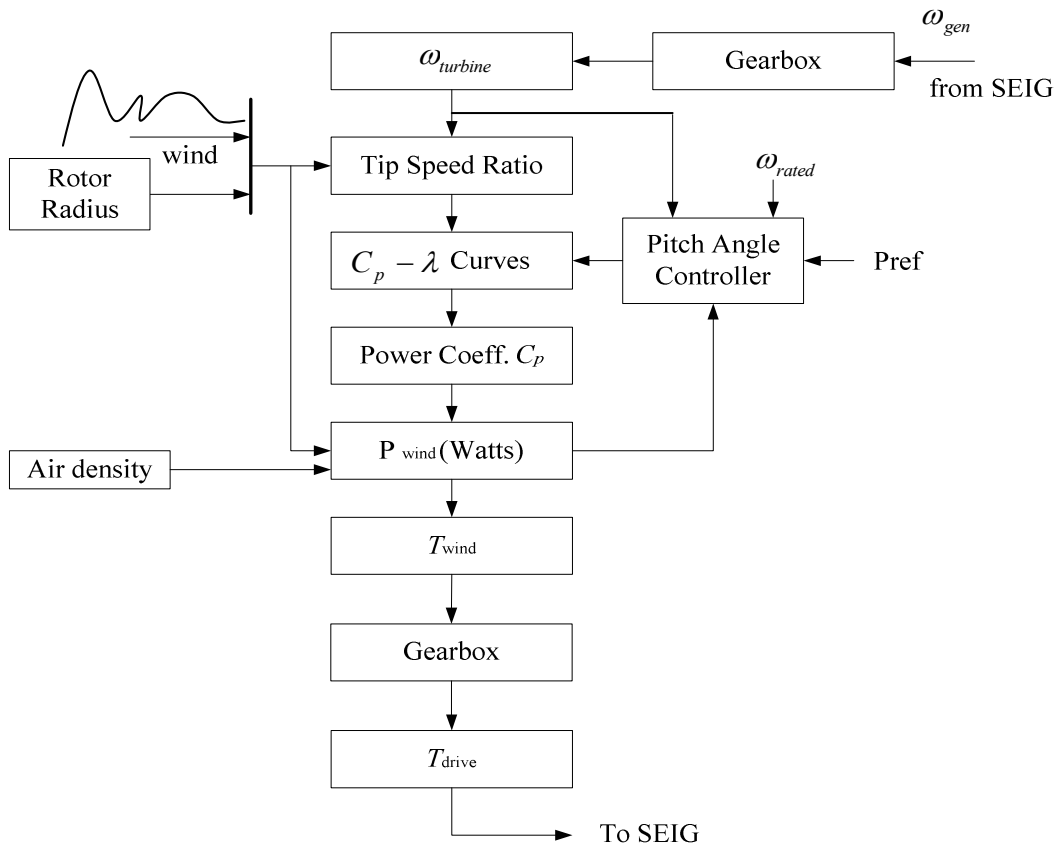 ω_gen
ω_turbine
Gearbox
from SEIG
wind
Tip Speed Ratio
Rotor
Radius
ω_rated
C_p − λ Curves
Pitch Angle
Controller
Pref
Power Coeff. C_p
P wind (Watts)
Air density
T_wind
Gearbox
T_drive
To SEIG